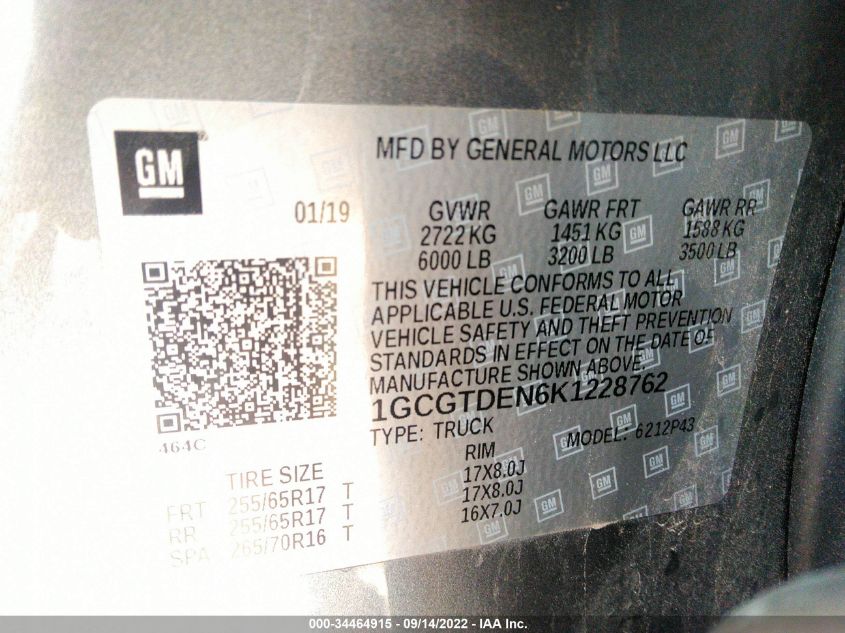 GM
MFD BY GENERAL MOTORS LLC
01/19
GVWR GAWR FRT GAWR RR
2722 KG 1451 KG 1588 KG
6000 LB 3200 LB 3500 LB
THIS VEHICLE CONFORMS TO ALL
APPLICABLE U.S. FEDERAL MOTOR
VEHICLE SAFETY AND THEFT PREVENTION
STANDARDS IN EFFECT ON THE DATE OF
MANUFACTURE SHOWN ABOVE.
1GCGTDEN6K1228762
TYPE: TRUCK MODEL: 6212P43
464C
TIRE SIZE RIM
FRT 255/65R17 T 17X8.0J
RR 255/65R17 T 17X8.0J
SPA 265/70R16 T 16X7.0J
000-34464915 - 09/14/2022 - IAA Inc.